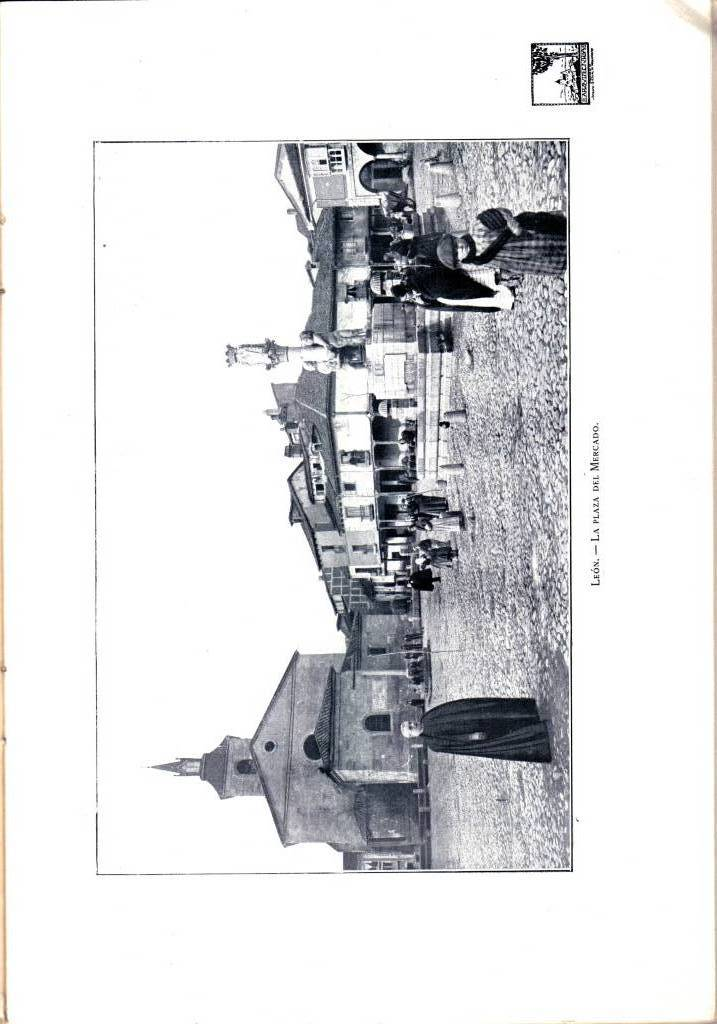 León. — La plaza del Mercado.